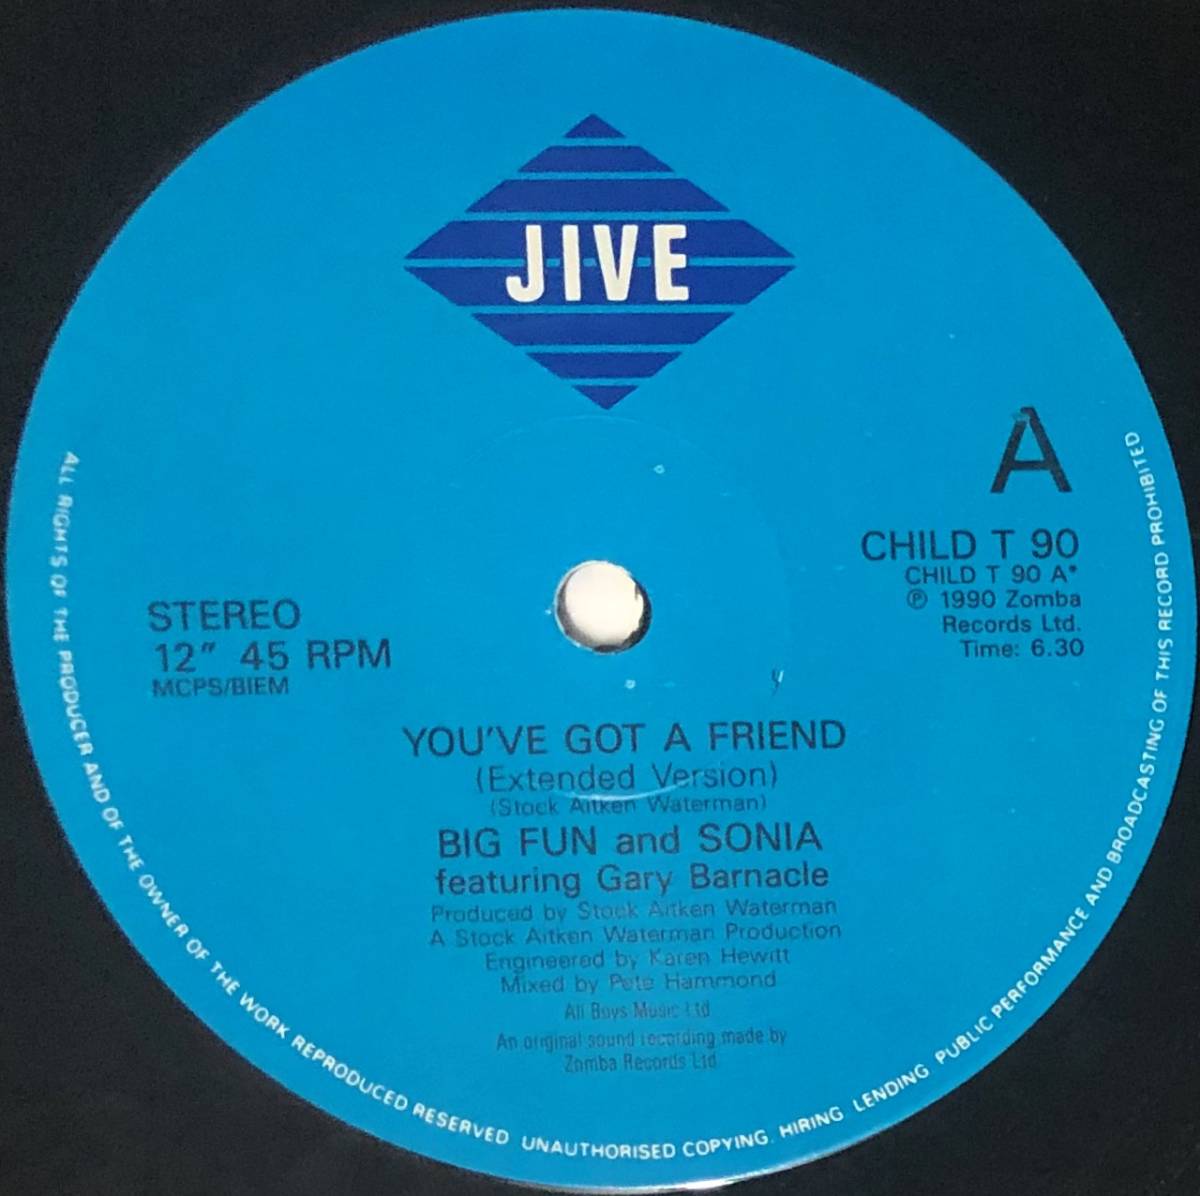 JIVE
A
CHILD T 90
CHILD T 90 A*
℗ 1990 Zomba
Records Ltd.
Time: 6.30
STEREO
12" 45 RPM
MCPS/BIEM
YOU'VE GOT A FRIEND
(Extended Version)
(Stock Aitken Waterman)
BIG FUN and SONIA
featuring Gary Barnacle
Produced by Stock Aitken Waterman
A Stock Aitken Waterman Production
Engineered by Karen Hewitt
Mixed by Pete Hammond
All Boys Music Ltd
An original sound recording made by
Zomba Records Ltd
ALL RIGHTS OF THE PRODUCER AND OF THE OWNER OF THE WORK REPRODUCED RESERVED UNAUTHORISED COPYING. HIRING LENDING PUBLIC PERFORMANCE AND BROADCASTING OF THIS RECORD PROHIBITED